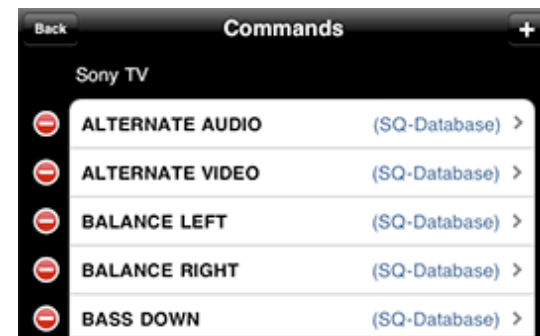 Back Commands +
Sony TV
ALTERNATE AUDIO (SQ-Database) >
ALTERNATE VIDEO (SQ-Database) >
BALANCE LEFT (SQ-Database) >
BALANCE RIGHT (SQ-Database) >
BASS DOWN (SQ-Database) >